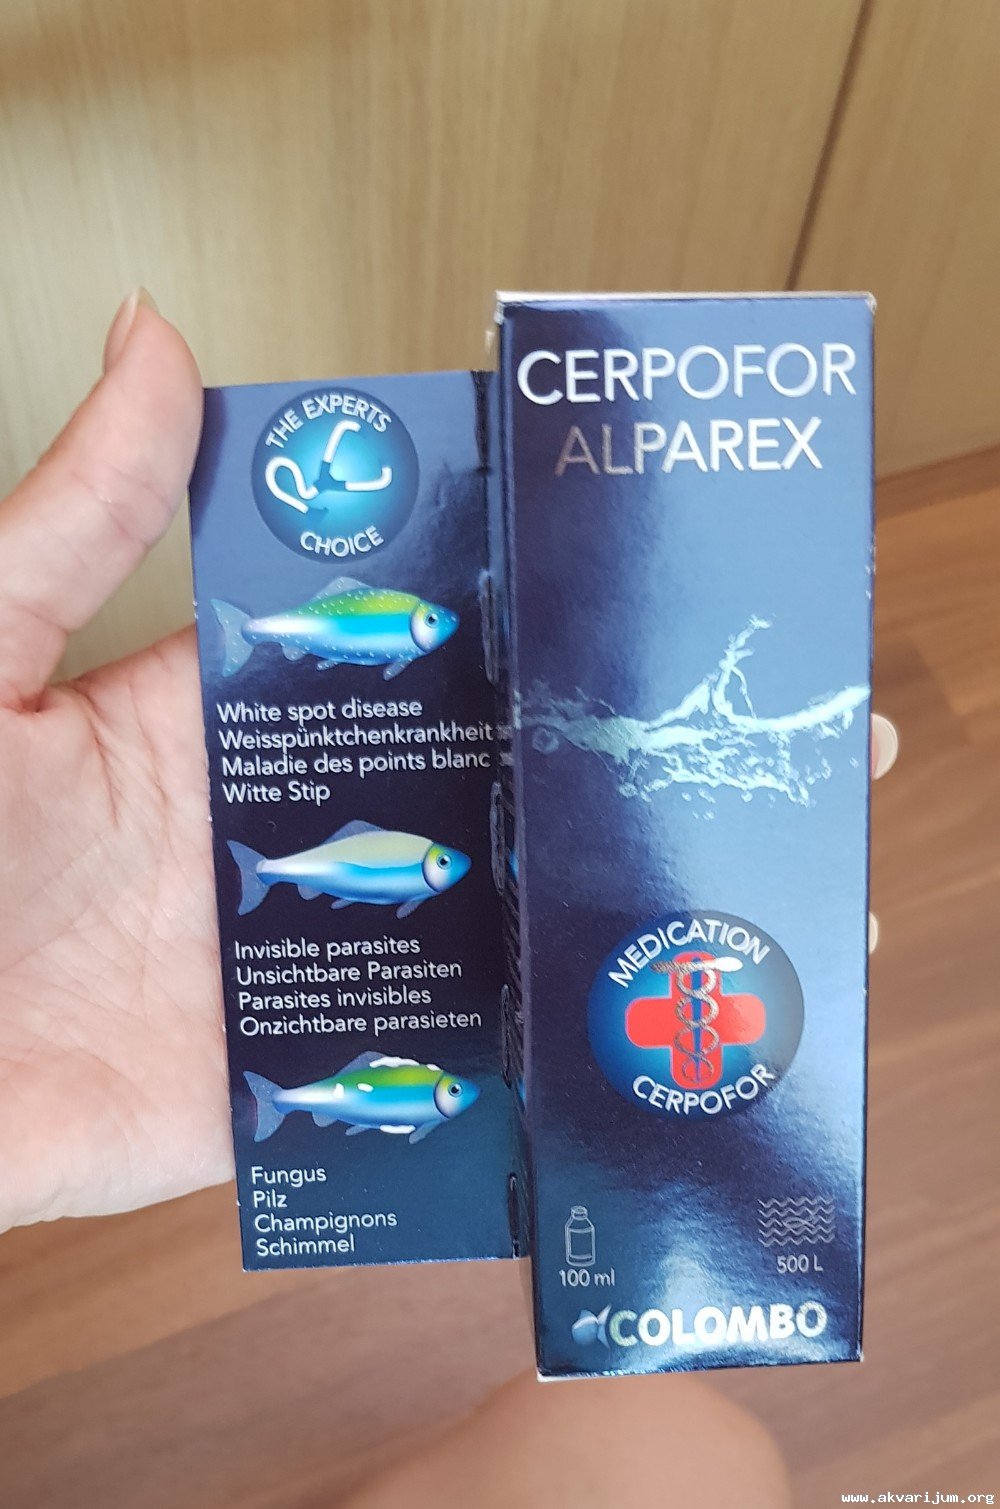 THE EXPERTS
CHOICE
White spot disease
Weisspünktchenkrankheit
Maladie des points blanc
Witte Stip
Invisible parasites
Unsichtbare Parasiten
Parasites invisibles
Onzichtbare parasieten
Fungus
Pilz
Champignons
Schimmel
CERPOFOR
ALPAREX
MEDICATION
CERPOFOR
100 ml
500 L
COLOMBO
www.akvarijum.org